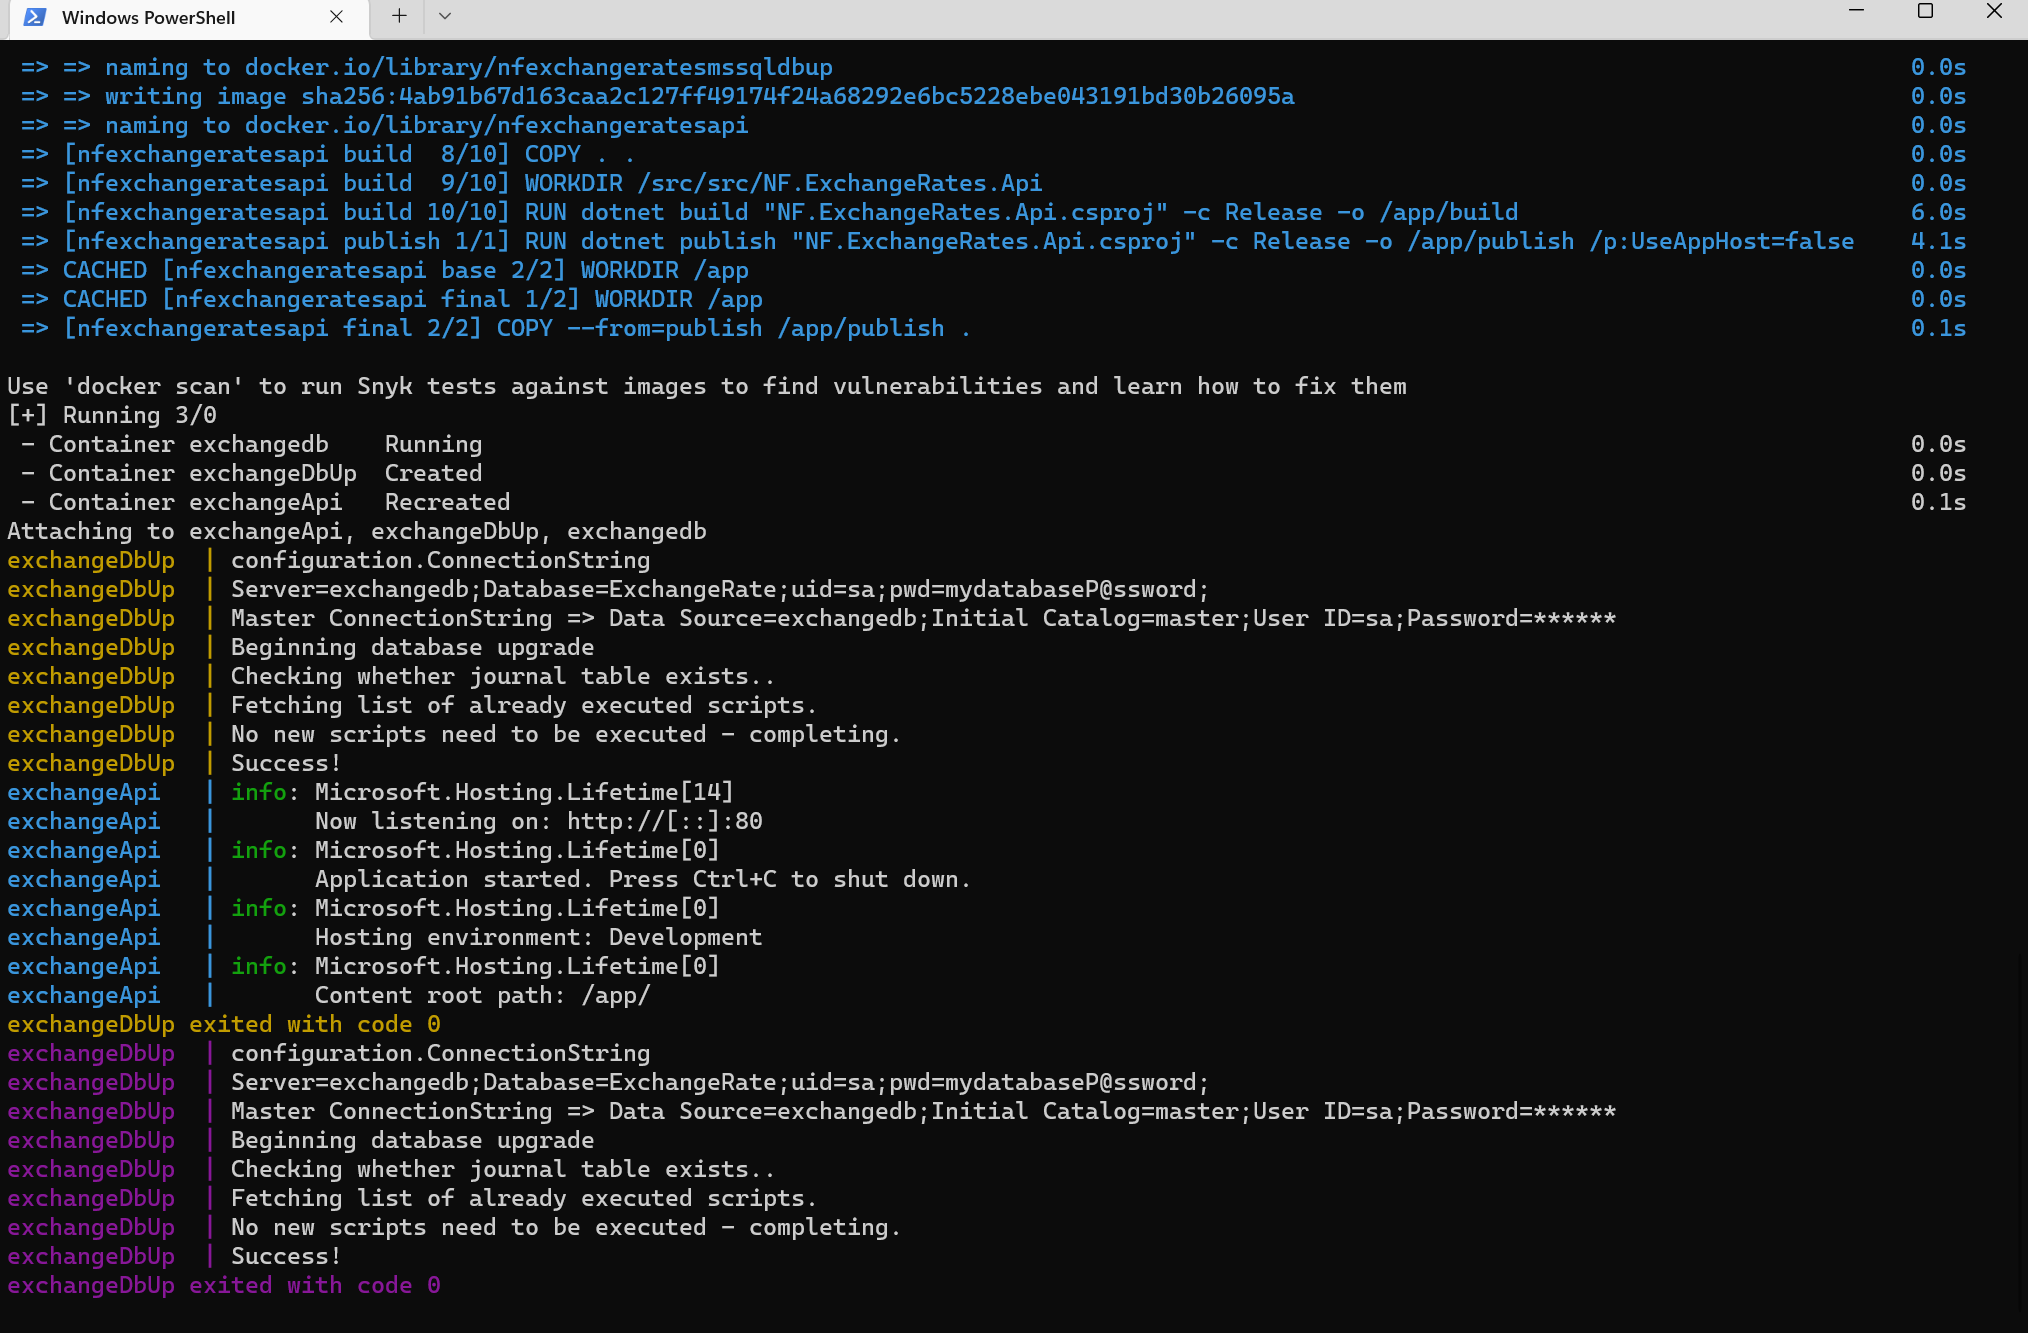 Windows PowerShell
=> => naming to docker.io/library/nfexchangeratesmssqldbup 0.0s
=> => writing image sha256:4ab91b67d163caa2c127ff49174f24a68292e6bc5228ebe043191bd30b26095a 0.0s
=> => naming to docker.io/library/nfexchangeratesapi 0.0s
=> [nfexchangeratesapi build  8/10] COPY . . 0.0s
=> [nfexchangeratesapi build  9/10] WORKDIR /src/src/NF.ExchangeRates.Api 0.0s
=> [nfexchangeratesapi build 10/10] RUN dotnet build "NF.ExchangeRates.Api.csproj" -c Release -o /app/build 6.0s
=> [nfexchangeratesapi publish 1/1] RUN dotnet publish "NF.ExchangeRates.Api.csproj" -c Release -o /app/publish /p:UseAppHost=false 4.1s
=> CACHED [nfexchangeratesapi base 2/2] WORKDIR /app 0.0s
=> CACHED [nfexchangeratesapi final 1/2] WORKDIR /app 0.0s
=> [nfexchangeratesapi final 2/2] COPY --from=publish /app/publish . 0.1s
Use 'docker scan' to run Snyk tests against images to find vulnerabilities and learn how to fix them
[+] Running 3/0
- Container exchangedb    Running 0.0s
- Container exchangeDbUp  Created 0.0s
- Container exchangeApi   Recreated 0.1s
Attaching to exchangeApi, exchangeDbUp, exchangedb
exchangeDbUp  | configuration.ConnectionString
exchangeDbUp  | Server=exchangedb;Database=ExchangeRate;uid=sa;pwd=mydatabaseP@ssword;
exchangeDbUp  | Master ConnectionString => Data Source=exchangedb;Initial Catalog=master;User ID=sa;Password=******
exchangeDbUp  | Beginning database upgrade
exchangeDbUp  | Checking whether journal table exists..
exchangeDbUp  | Fetching list of already executed scripts.
exchangeDbUp  | No new scripts need to be executed - completing.
exchangeDbUp  | Success!
exchangeApi   | info: Microsoft.Hosting.Lifetime[14]
exchangeApi   |       Now listening on: http://[::]:80
exchangeApi   | info: Microsoft.Hosting.Lifetime[0]
exchangeApi   |       Application started. Press Ctrl+C to shut down.
exchangeApi   | info: Microsoft.Hosting.Lifetime[0]
exchangeApi   |       Hosting environment: Development
exchangeApi   | info: Microsoft.Hosting.Lifetime[0]
exchangeApi   |       Content root path: /app/
exchangeDbUp exited with code 0
exchangeDbUp  | configuration.ConnectionString
exchangeDbUp  | Server=exchangedb;Database=ExchangeRate;uid=sa;pwd=mydatabaseP@ssword;
exchangeDbUp  | Master ConnectionString => Data Source=exchangedb;Initial Catalog=master;User ID=sa;Password=******
exchangeDbUp  | Beginning database upgrade
exchangeDbUp  | Checking whether journal table exists..
exchangeDbUp  | Fetching list of already executed scripts.
exchangeDbUp  | No new scripts need to be executed - completing.
exchangeDbUp  | Success!
exchangeDbUp exited with code 0